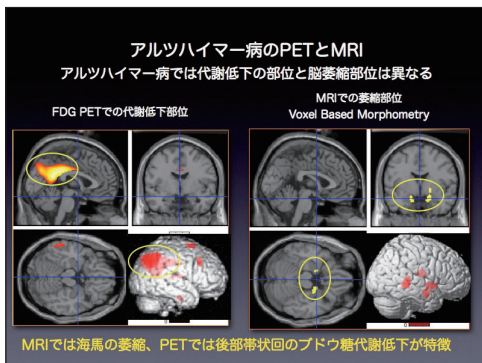 アルツハイマー病のPETとMRI
アルツハイマー病では代謝低下の部位と脳萎縮部位は異なる
FDG PETでの代謝低下部位
MRIでの萎縮部位
Voxel Based Morphometry
MRIでは海馬の萎縮、PETでは後部帯状回のブドウ糖代謝低下が特徴